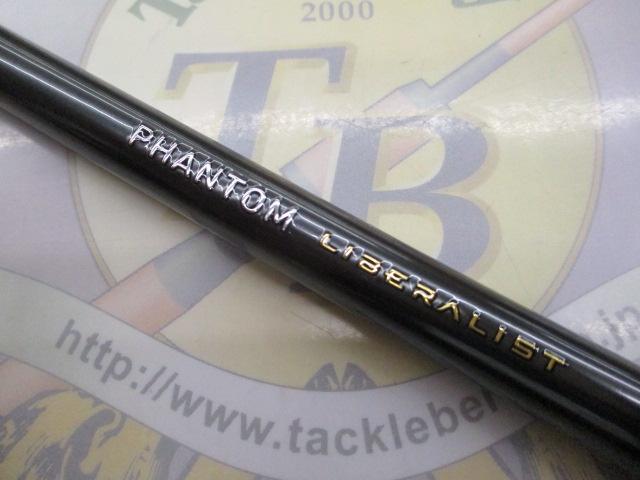 2000
TB
PHANTOM LIBERALIST
http://www.tacklebe